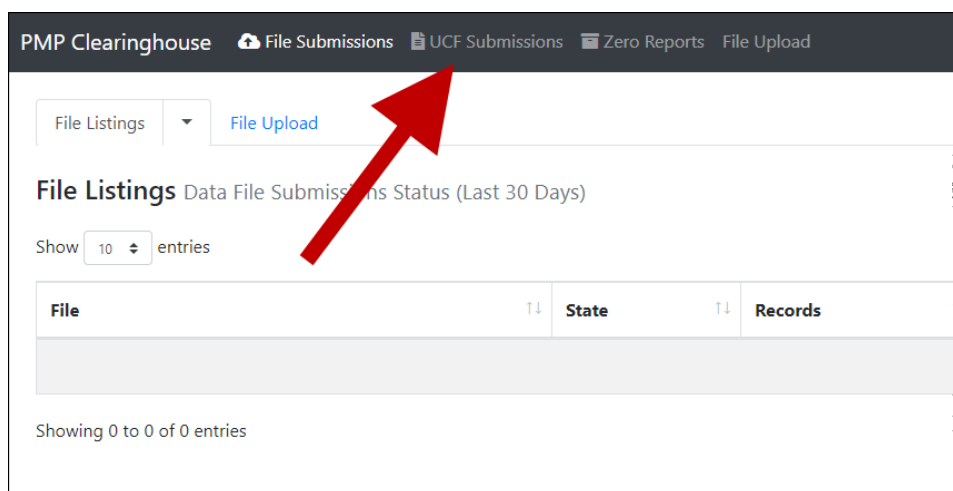 PMP Clearinghouse File Submissions UCF Submissions Zero Reports File Upload
File Listings File Upload
File Listings Data File Submissions Status (Last 30 Days)
Show 10 entries
File State Records
Showing 0 to 0 of 0 entries